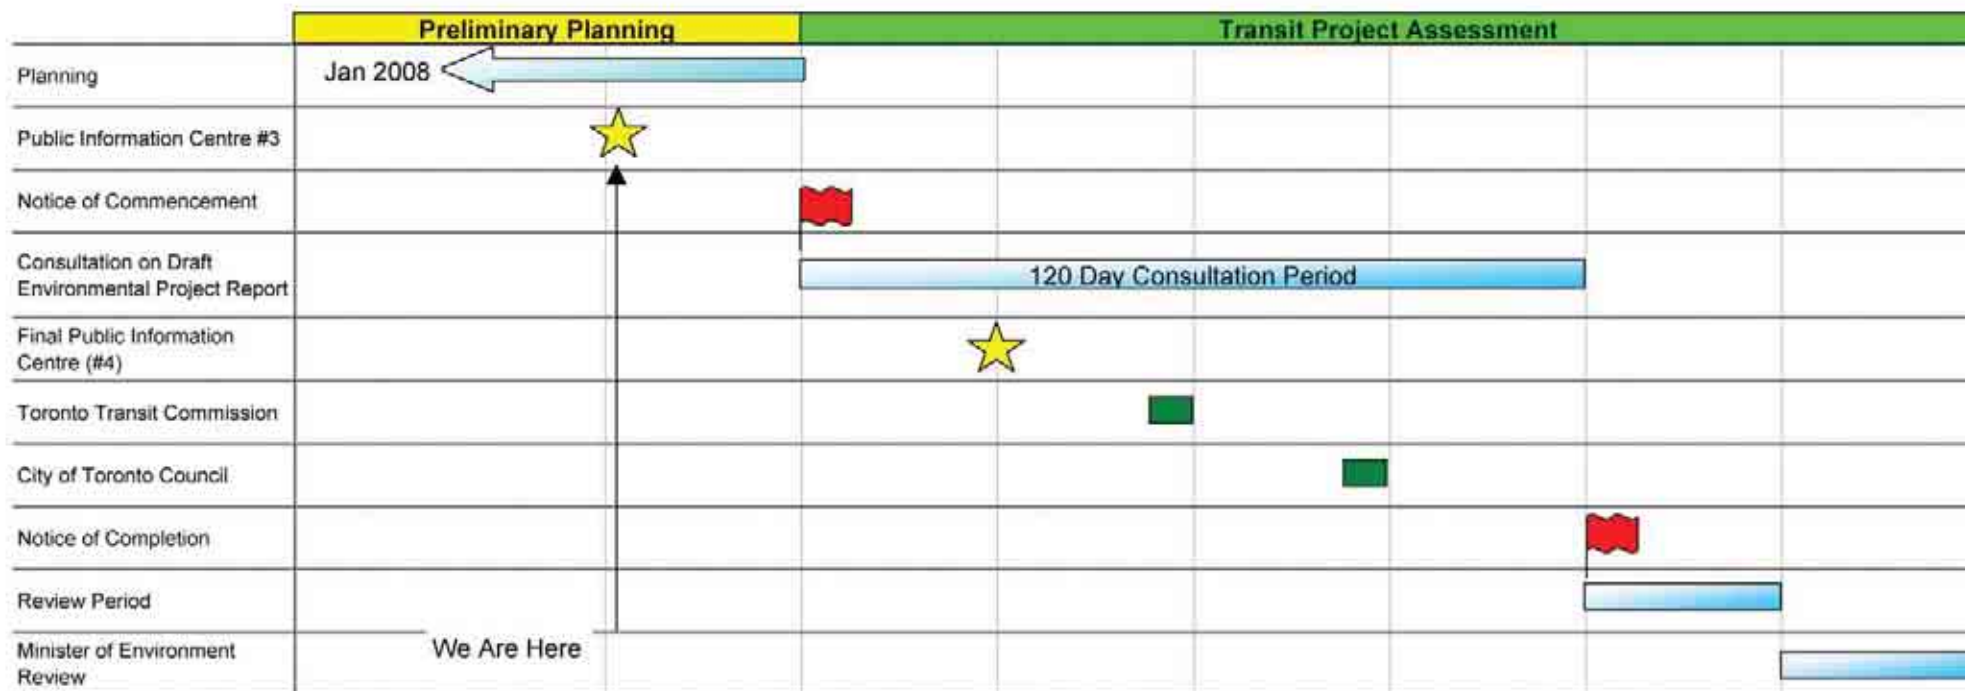 Preliminary Planning
Transit Project Assessment
Planning
Jan 2008
Public Information Centre #3
Notice of Commencement
Consultation on Draft
Environmental Project Report
120 Day Consultation Period
Final Public Information
Centre (#4)
Toronto Transit Commission
City of Toronto Council
Notice of Completion
Review Period
We Are Here
Minister of Environment
Review